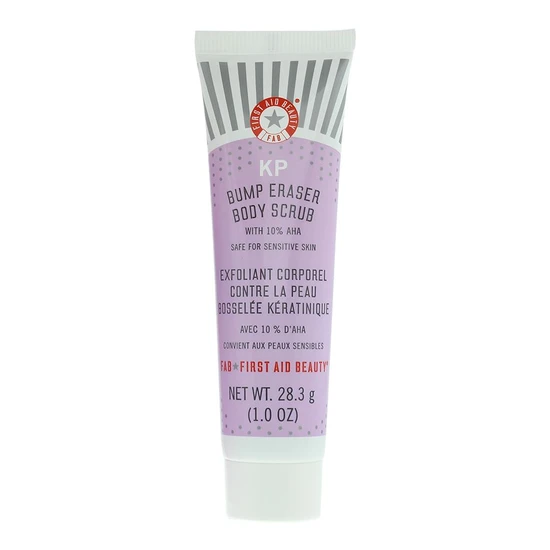 FIRST AID BEAUTY®
FAB
KP
BUMP ERASER
BODY SCRUB
WITH 10% AHA
SAFE FOR SENSITIVE SKIN
EXFOLIANT CORPOREL
CONTRE LA PEAU
BOSSELÉE KÉRATINIQUE
AVEC 10 % D'AHA
CONVIENT AUX PEAUX SENSIBLES
FAB★FIRST AID BEAUTY®
NET WT. 28.3 g
(1.0 OZ)